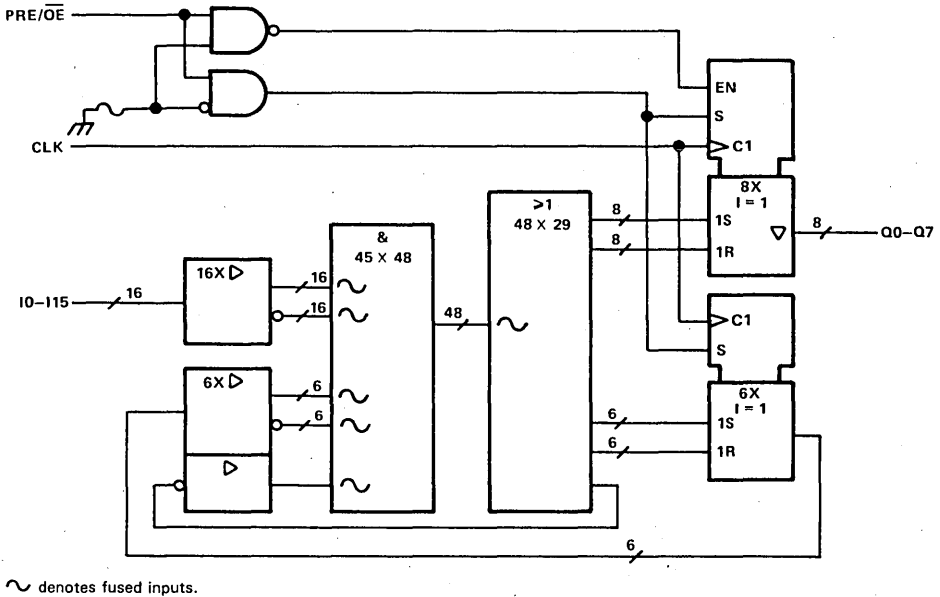 PRE/OE
CLK
EN
S
C1
8X
I = 1
1S
1R
8
8
8
Q0–Q7
≥1
48 X 29
&
45 X 48
16X
16
16
I0–I15
16
48
C1
S
6X
6
6
6X
I = 1
1S
1R
6
6
6
∼ denotes fused inputs.